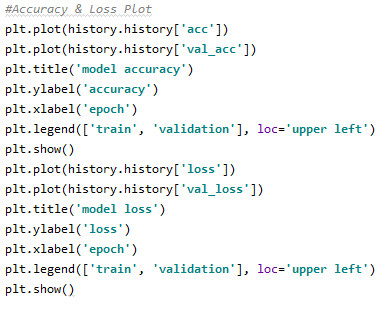 #Accuracy & Loss Plot
plt.plot(history.history['acc'])
plt.plot(history.history['val_acc'])
plt.title('model accuracy')
plt.ylabel('accuracy')
plt.xlabel('epoch')
plt.legend(['train', 'validation'], loc='upper left')
plt.show()
plt.plot(history.history['loss'])
plt.plot(history.history['val_loss'])
plt.title('model loss')
plt.ylabel('loss')
plt.xlabel('epoch')
plt.legend(['train', 'validation'], loc='upper left')
plt.show()